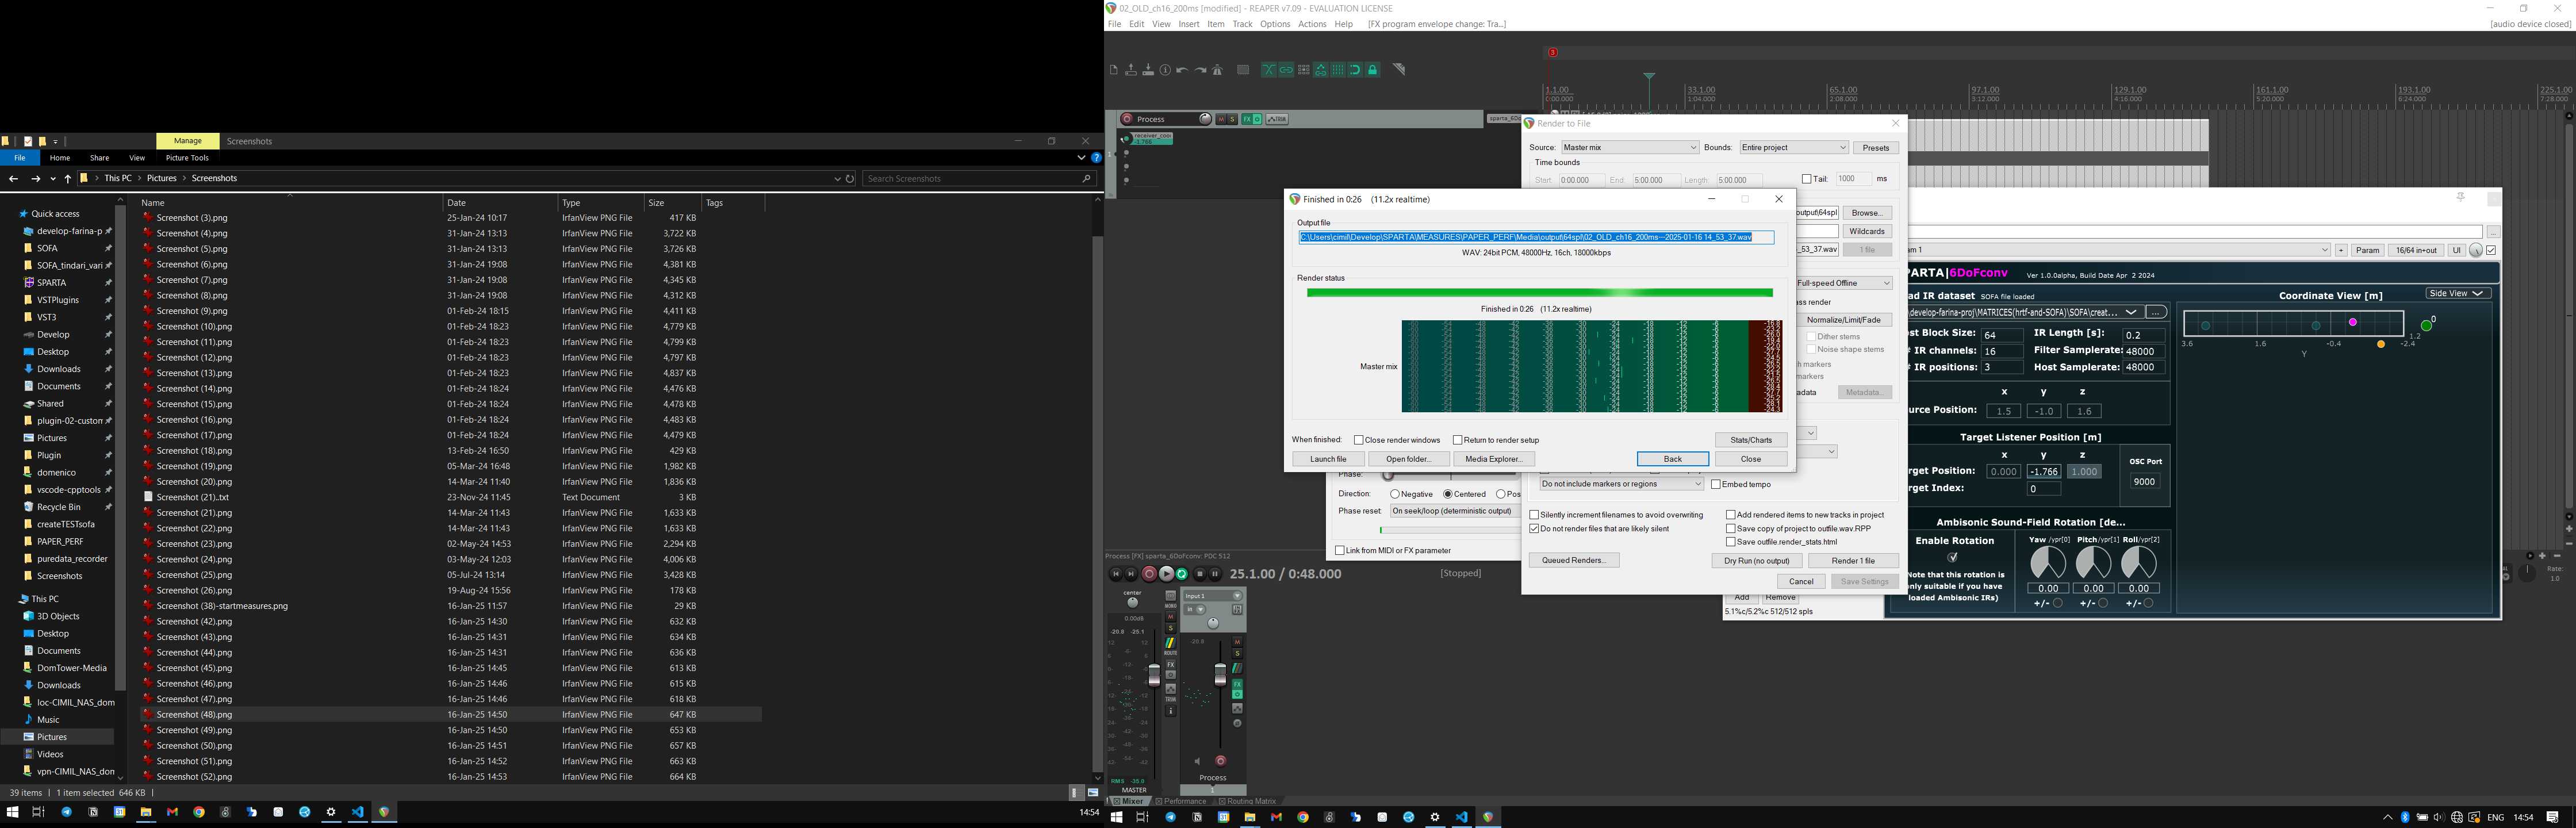 Manage
Screenshots
File
Home
Share
View
Picture Tools
This PC
Pictures
Screenshots
Search Screenshots
Name
Date
Type
Size
Tags
Quick access
develop-farina-p
SOFA
SOFA_tindari_vari
SPARTA
VSTPlugins
VST3
Develop
Desktop
Downloads
Documents
Shared
plugin-02-custom
Pictures
Plugin
domenico
vscode-cpptools
Recycle Bin
createTESTsofa
PAPER_PERF
puredata_recorder
Screenshots
This PC
3D Objects
Desktop
Documents
DomTower-Media
Downloads
loc-CIMIL_NAS_dom
Music
Pictures
Videos
vpn-CIMIL_NAS_don
Screenshot (3).png 25-Jan-24 10:17 IrfanView PNG File 417 KB
Screenshot (4).png 31-Jan-24 13:13 IrfanView PNG File 3,722 KB
Screenshot (5).png 31-Jan-24 13:13 IrfanView PNG File 3,726 KB
Screenshot (6).png 31-Jan-24 19:08 IrfanView PNG File 4,381 KB
Screenshot (7).png 31-Jan-24 19:08 IrfanView PNG File 4,345 KB
Screenshot (8).png 31-Jan-24 19:08 IrfanView PNG File 4,312 KB
Screenshot (9).png 01-Feb-24 18:15 IrfanView PNG File 4,411 KB
Screenshot (10).png 01-Feb-24 18:23 IrfanView PNG File 4,779 KB
Screenshot (11).png 01-Feb-24 18:23 IrfanView PNG File 4,799 KB
Screenshot (12).png 01-Feb-24 18:23 IrfanView PNG File 4,797 KB
Screenshot (13).png 01-Feb-24 18:23 IrfanView PNG File 4,837 KB
Screenshot (14).png 01-Feb-24 18:24 IrfanView PNG File 4,476 KB
Screenshot (15).png 01-Feb-24 18:24 IrfanView PNG File 4,478 KB
Screenshot (16).png 01-Feb-24 18:24 IrfanView PNG File 4,483 KB
Screenshot (17).png 01-Feb-24 18:24 IrfanView PNG File 4,479 KB
Screenshot (18).png 13-Feb-24 16:50 IrfanView PNG File 429 KB
Screenshot (19).png 05-Mar-24 16:48 IrfanView PNG File 1,982 KB
Screenshot (20).png 14-Mar-24 11:40 IrfanView PNG File 1,836 KB
Screenshot (21)..txt 23-Nov-24 11:45 Text Document 3 KB
Screenshot (21).png 14-Mar-24 11:43 IrfanView PNG File 1,633 KB
Screenshot (22).png 14-Mar-24 11:43 IrfanView PNG File 1,633 KB
Screenshot (23).png 02-May-24 14:53 IrfanView PNG File 2,294 KB
Screenshot (24).png 03-May-24 12:03 IrfanView PNG File 4,006 KB
Screenshot (25).png 05-Jul-24 13:14 IrfanView PNG File 3,428 KB
Screenshot (26).png 19-Aug-24 15:56 IrfanView PNG File 178 KB
Screenshot (38)-startmeasures.png 16-Jan-25 11:57 IrfanView PNG File 29 KB
Screenshot (42).png 16-Jan-25 14:30 IrfanView PNG File 632 KB
Screenshot (43).png 16-Jan-25 14:31 IrfanView PNG File 634 KB
Screenshot (44).png 16-Jan-25 14:31 IrfanView PNG File 636 KB
Screenshot (45).png 16-Jan-25 14:45 IrfanView PNG File 613 KB
Screenshot (46).png 16-Jan-25 14:46 IrfanView PNG File 615 KB
Screenshot (47).png 16-Jan-25 14:46 IrfanView PNG File 618 KB
Screenshot (48).png 16-Jan-25 14:50 IrfanView PNG File 647 KB
Screenshot (49).png 16-Jan-25 14:50 IrfanView PNG File 653 KB
Screenshot (50).png 16-Jan-25 14:51 IrfanView PNG File 657 KB
Screenshot (51).png 16-Jan-25 14:52 IrfanView PNG File 663 KB
Screenshot (52).png 16-Jan-25 14:53 IrfanView PNG File 664 KB
39 items 1 item selected 646 KB
14:54
02_OLD_ch16_200ms [modified] - REAPER v7.09 - EVALUATION LICENSE
File Edit View Insert Item Track Options Actions Help [FX program envelope change: Tra...]
[audio device closed]
3
1.1.00 33.1.00 65.1.00 97.1.00 129.1.00 161.1.00 193.1.00 225.1.00
0:00.000 1:04.000 2:08.000 3:12.000 4:16.000 5:20.000 6:24.000 7:28.000
Process
M S FX TRIM
-1.766
1
Render to File
Source: Master mix Bounds: Entire project Presets
Time bounds
Start: 0:00.000 End: 5:00.000 Length: 5:00.000 Tail: 1000 ms
output\64spl Browse...
Wildcards
_53_37.wav 1 file
Full-speed Offline
Normalize/Limit/Fade
Dither stems
Noise shape stems
Metadata...
Do not include markers or regions Embed tempo
Silently increment filenames to avoid overwriting Add rendered items to new tracks in project
Do not render files that are likely silent Save copy of project to outfile.wav.RPP
Save outfile.render_stats.html
Queued Renders... Dry Run (no output) Render 1 file
Cancel Save Settings
Finished in 0:26 (11.2x realtime)
Output file
C:\Users\cimil\Develop\SPARTA\MEASURES\PAPER_PERF\Media\output\64spl\02_OLD_ch16_200ms---2025-01-16 14_53_37.wav
WAV: 24bit PCM, 48000Hz, 16ch, 18000kbps
Render status
Finished in 0:26 (11.2x realtime)
Master mix
When finished: Close render windows Return to render setup Stats/Charts
Launch file Open folder... Media Explorer... Back Close
Phase:
Direction: Negative Centered Pos
Phase reset: On seek/loop (deterministic output)
Link from MIDI or FX parameter
+ Param 16/64 in+out UI
PARTA|6DoFconv Ver 1.0.0alpha, Build Date Apr 2 2024
ad IR dataset SOFA file loaded
\develop-farina-proj\MATRICES(hrtf-and-SOFA)\SOFA\creat... ...
ost Block Size: 64 IR Length [s]: 0.2
# IR channels: 16 Filter Samplerate: 48000
# IR positions: 3 Host Samplerate: 48000
x y z
urce Position: 1.5 -1.0 1.6
Target Listener Position [m]
x y z
rget Position: 0.000 -1.766 1.000
rget Index: 0
OSC Port
9000
Ambisonic Sound-Field Rotation [de...
Enable Rotation
Yaw /ypr[0] Pitch/ypr[1] Roll/ypr[2]
Note that this rotation is
only suitable if you have
loaded Ambisonic IRs)
0.00 0.00 0.00
+/- +/- +/-
Coordinate View [m]
Side View
0
1.2
3.6 1.6 -0.4 -2.4
Y
Add Remove
5.1%c/5.2%c 512/512 spls
Process [FX] sparta_6DoFconv: PDC 512
25.1.00 / 0:48.000
[Stopped]
Rate:
1.0
center
0.00dB
-20.8 -25.1
MONO
M
S
ROUTE
FX
TRIM
RMS -35.0
MASTER
Input 1
in
-20.8
M
S
FX
Process
1
Mixer Performance Routing Matrix
ENG
14:54